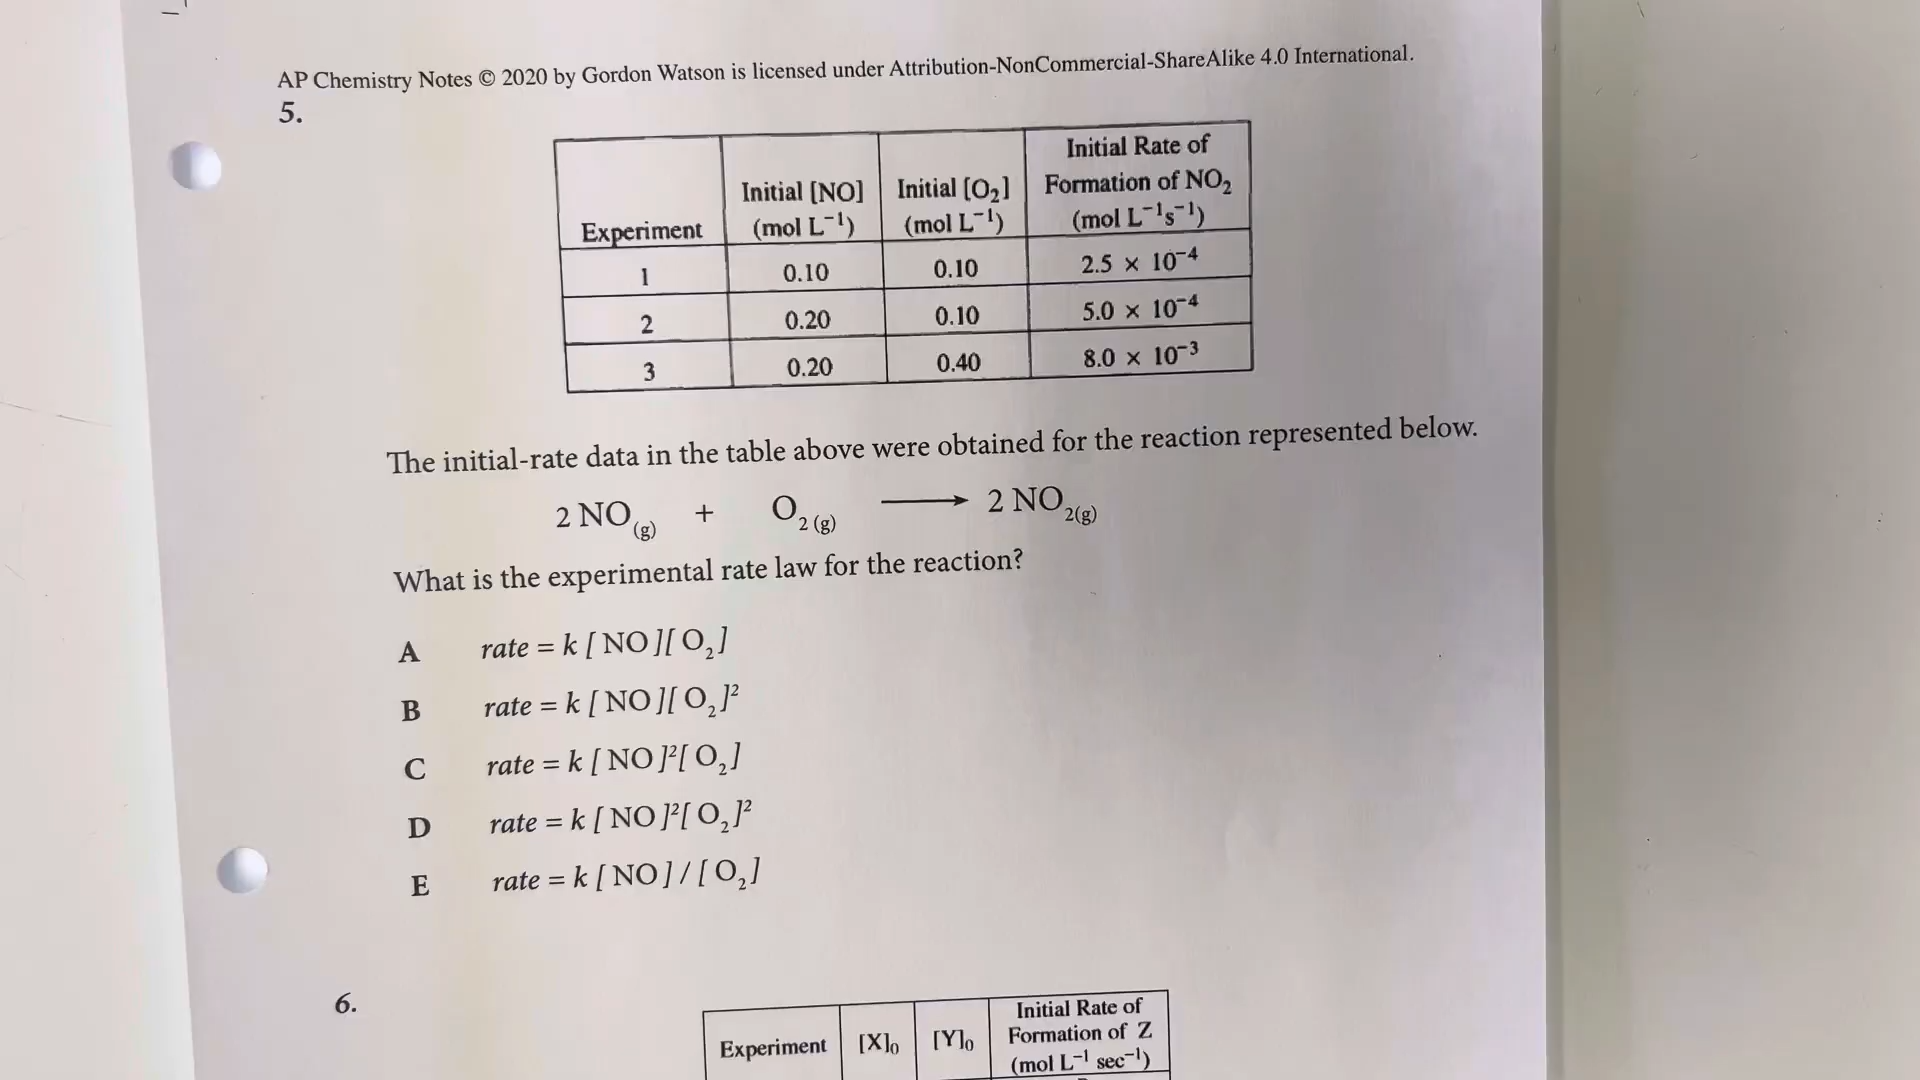 AP Chemistry Notes © 2020 by Gordon Watson is licensed under Attribution-NonCommercial-ShareAlike 4.0 International.
5.
Experiment Initial [NO] (mol L⁻¹) Initial [O₂] (mol L⁻¹) Initial Rate of Formation of NO₂ (mol L⁻¹s⁻¹)
1 0.10 0.10 2.5 × 10⁻⁴
2 0.20 0.10 5.0 × 10⁻⁴
3 0.20 0.40 8.0 × 10⁻³
The initial-rate data in the table above were obtained for the reaction represented below.
2 NO(g) + O₂(g) ⟶ 2 NO₂(g)
What is the experimental rate law for the reaction?
A rate = k [ NO ][ O₂ ]
B rate = k [ NO ][ O₂ ]²
C rate = k [ NO ]²[ O₂ ]
D rate = k [ NO ]²[ O₂ ]²
E rate = k [ NO ] / [ O₂ ]
6.
Experiment [X]₀ [Y]₀ Initial Rate of Formation of Z (mol L⁻¹ sec⁻¹)